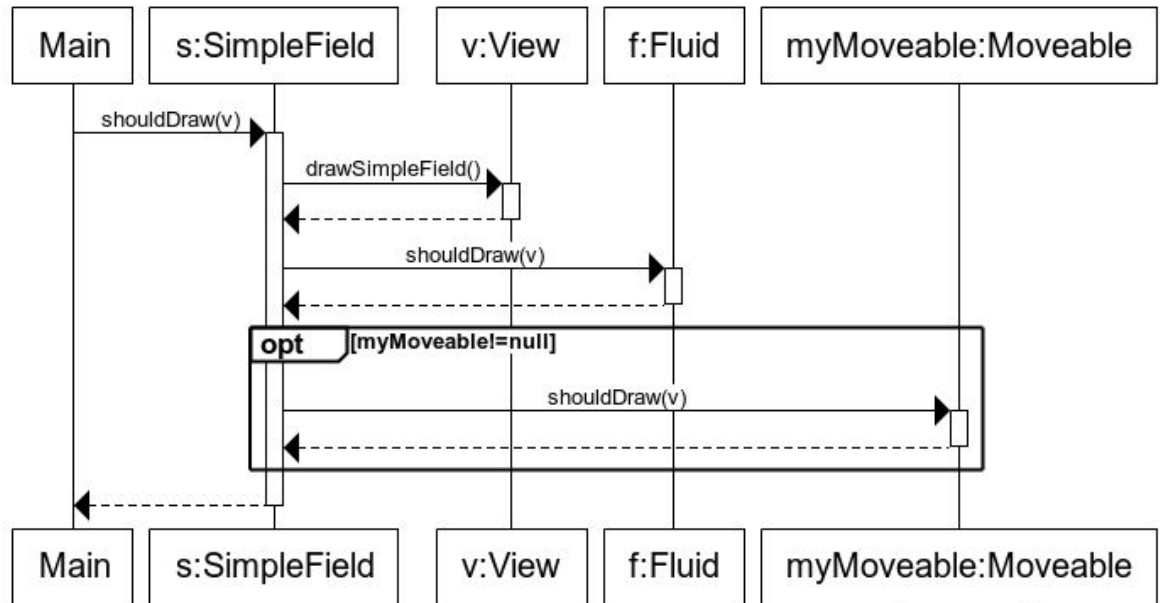 Main s:SimpleField v:View f:Fluid myMoveable:Moveable
shouldDraw(v)
drawSimpleField()
shouldDraw(v)
opt [myMoveable!=null]
shouldDraw(v)
Main s:SimpleField v:View f:Fluid myMoveable:Moveable